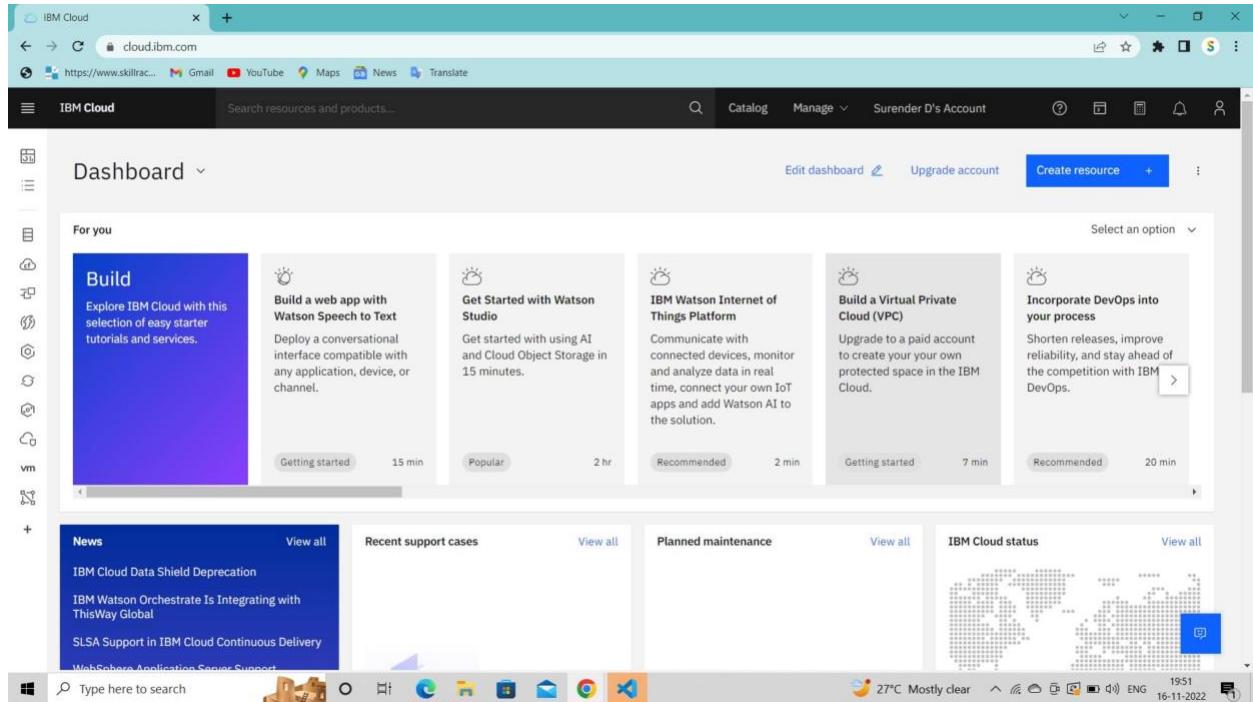 IBM Cloud
cloud.ibm.com
https://www.skillrac... Gmail YouTube Maps News Translate
IBM Cloud Search resources and products... Catalog Manage Surender D's Account
Dashboard Edit dashboard Upgrade account Create resource +
For you Select an option
Build
Explore IBM Cloud with this
selection of easy starter
tutorials and services.
Build a web app with
Watson Speech to Text
Deploy a conversational
interface compatible with
any application, device, or
channel.
Getting started 15 min
Get Started with Watson
Studio
Get started with using AI
and Cloud Object Storage in
15 minutes.
Popular 2 hr
IBM Watson Internet of
Things Platform
Communicate with
connected devices, monitor
and analyze data in real
time, connect your own IoT
apps and add Watson AI to
the solution.
Recommended 2 min
Build a Virtual Private
Cloud (VPC)
Upgrade to a paid account
to create your your own
protected space in the IBM
Cloud.
Getting started 7 min
Incorporate DevOps into
your process
Shorten releases, improve
reliability, and stay ahead of
the competition with IBM
DevOps.
Recommended 20 min
vm
News View all
IBM Cloud Data Shield Deprecation
IBM Watson Orchestrate Is Integrating with
ThisWay Global
SLSA Support in IBM Cloud Continuous Delivery
WebSphere Application Server Support
Recent support cases View all
Planned maintenance View all
IBM Cloud status View all
Type here to search
27°C Mostly clear ENG
19:51
16-11-2022